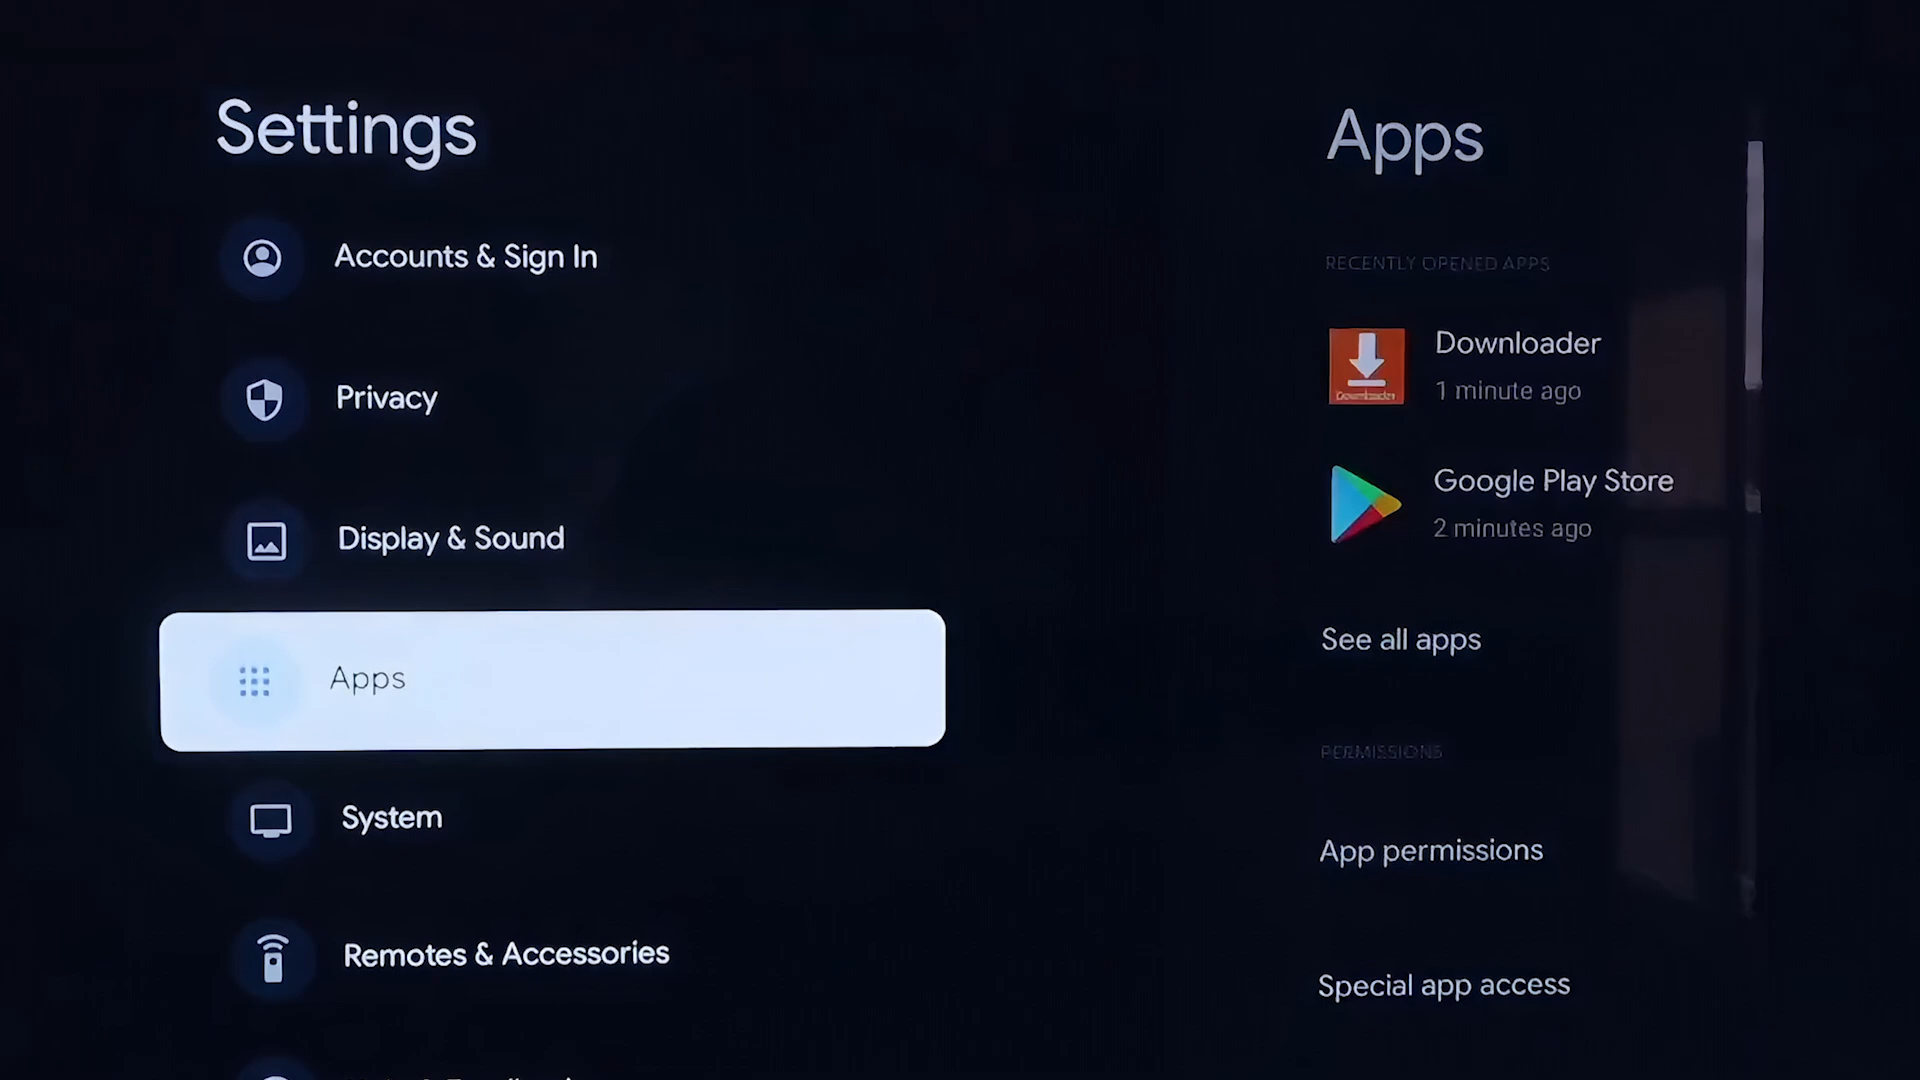 Settings
Accounts & Sign In
Privacy
Display & Sound
Apps
System
Remotes & Accessories
Apps
RECENTLY OPENED APPS
Downloader
Downloader
1 minute ago
Google Play Store
2 minutes ago
See all apps
PERMISSIONS
App permissions
Special app access